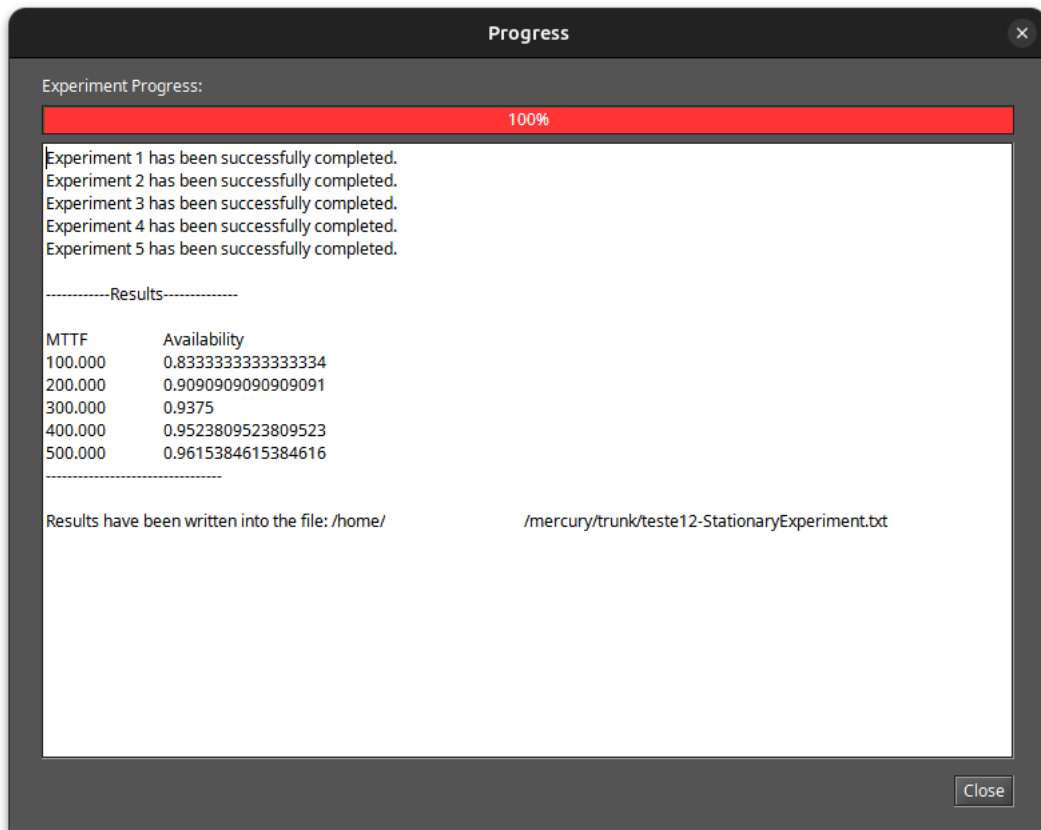 Progress
Experiment Progress:
100%
Experiment 1 has been successfully completed.
Experiment 2 has been successfully completed.
Experiment 3 has been successfully completed.
Experiment 4 has been successfully completed.
Experiment 5 has been successfully completed.
------------Results--------------
MTTF Availability
100.000 0.8333333333333334
200.000 0.9090909090909091
300.000 0.9375
400.000 0.9523809523809523
500.000 0.9615384615384616
---------------------------------
Results have been written into the file: /home/ /mercury/trunk/teste12-StationaryExperiment.txt
Close